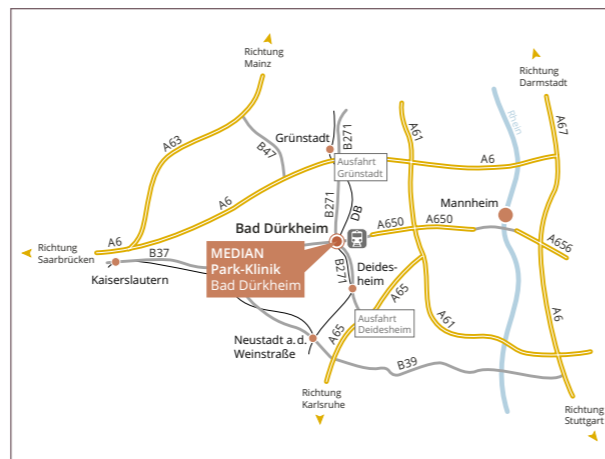 Richtung
Mainz
Richtung
Darmstadt
A63
B47
Grünstadt
B271
A61
Rhein
A67
Ausfahrt
Grünstadt
A6
A6
B271
DB
Mannheim
Bad Dürkheim
A650
A650
A656
A6
Richtung
Saarbrücken
B37
Kaiserslautern
MEDIAN
Park-Klinik
Bad Dürkheim
B271
Deides-
heim
A65
Ausfahrt
Deidesheim
A61
A6
Neustadt a.d.
Weinstraße
A65
B39
Richtung
Karlsruhe
Richtung
Stuttgart